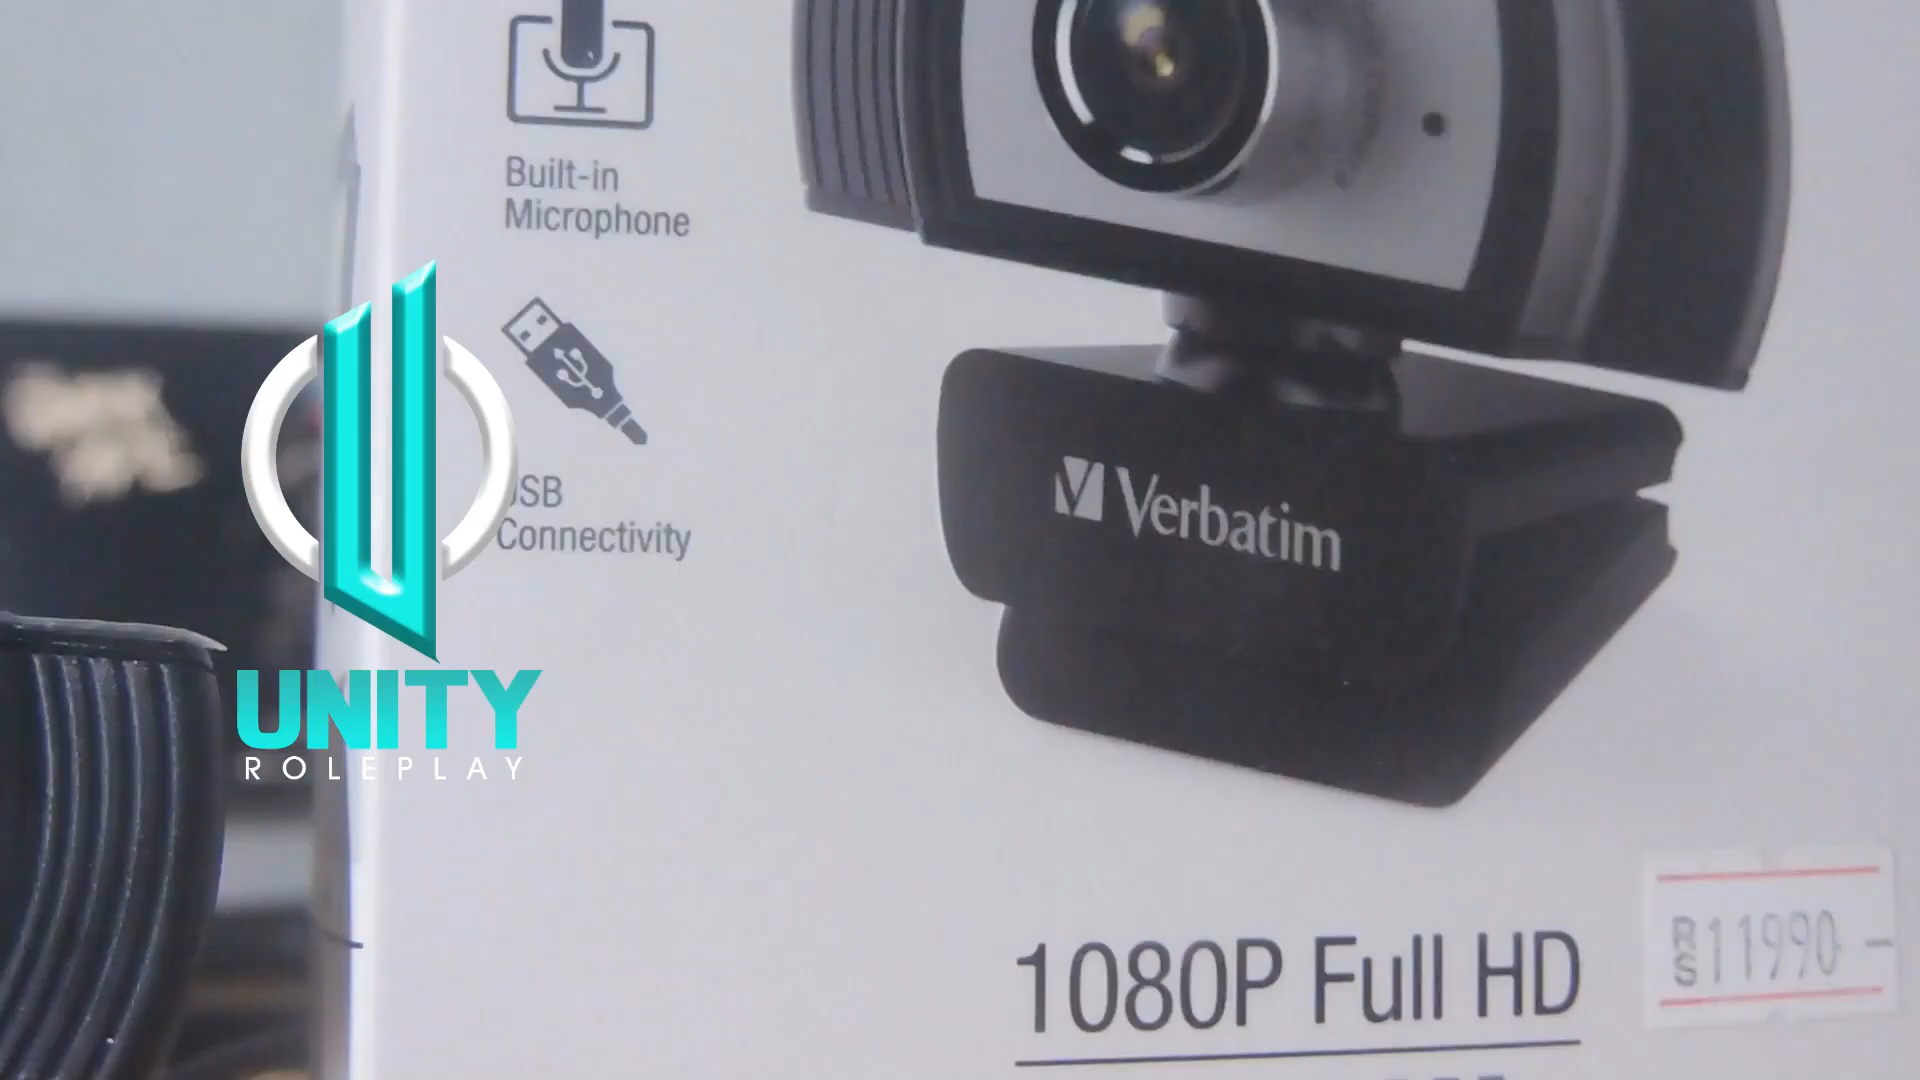 Built-in
Microphone
USB
Connectivity
Verbatim
UNITY
ROLEPLAY
1080P Full HD
RS 11990 -